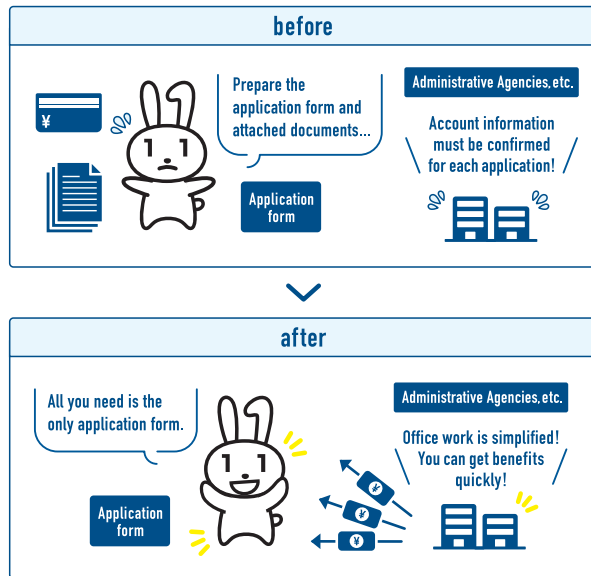 before
Prepare the
application form and
attached documents...
Administrative Agencies, etc.
Account information
must be confirmed
for each application!
¥
Application
form
after
All you need is the
only application form.
Administrative Agencies, etc.
Office work is simplified!
You can get benefits
quickly!
Application
form
¥
¥
¥